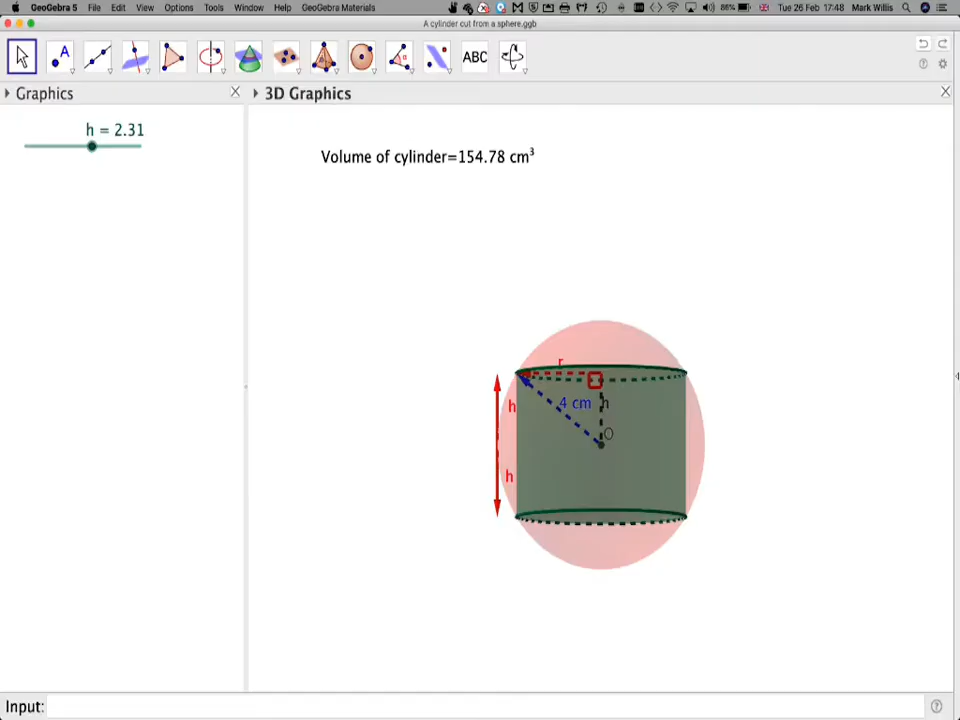 GeoGebra 5 File Edit View Options Tools Window Help GeoGebra Materials 86% Tue 26 Feb 17:48 Mark Willis
A cylinder cut from a sphere.ggb
A ABC
Graphics 3D Graphics
h = 2.31
Volume of cylinder=154.78 cm³
r
h 4 cm h
O
h
Input: